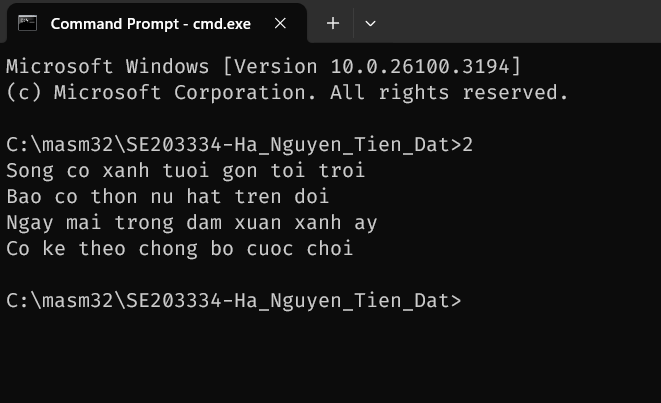 Command Prompt - cmd.exe
Microsoft Windows [Version 10.0.26100.3194]
(c) Microsoft Corporation. All rights reserved.
C:\masm32\SE203334-Ha_Nguyen_Tien_Dat>2
Song co xanh tuoi gon toi troi
Bao co thon nu hat tren doi
Ngay mai trong dam xuan xanh ay
Co ke theo chong bo cuoc choi
C:\masm32\SE203334-Ha_Nguyen_Tien_Dat>